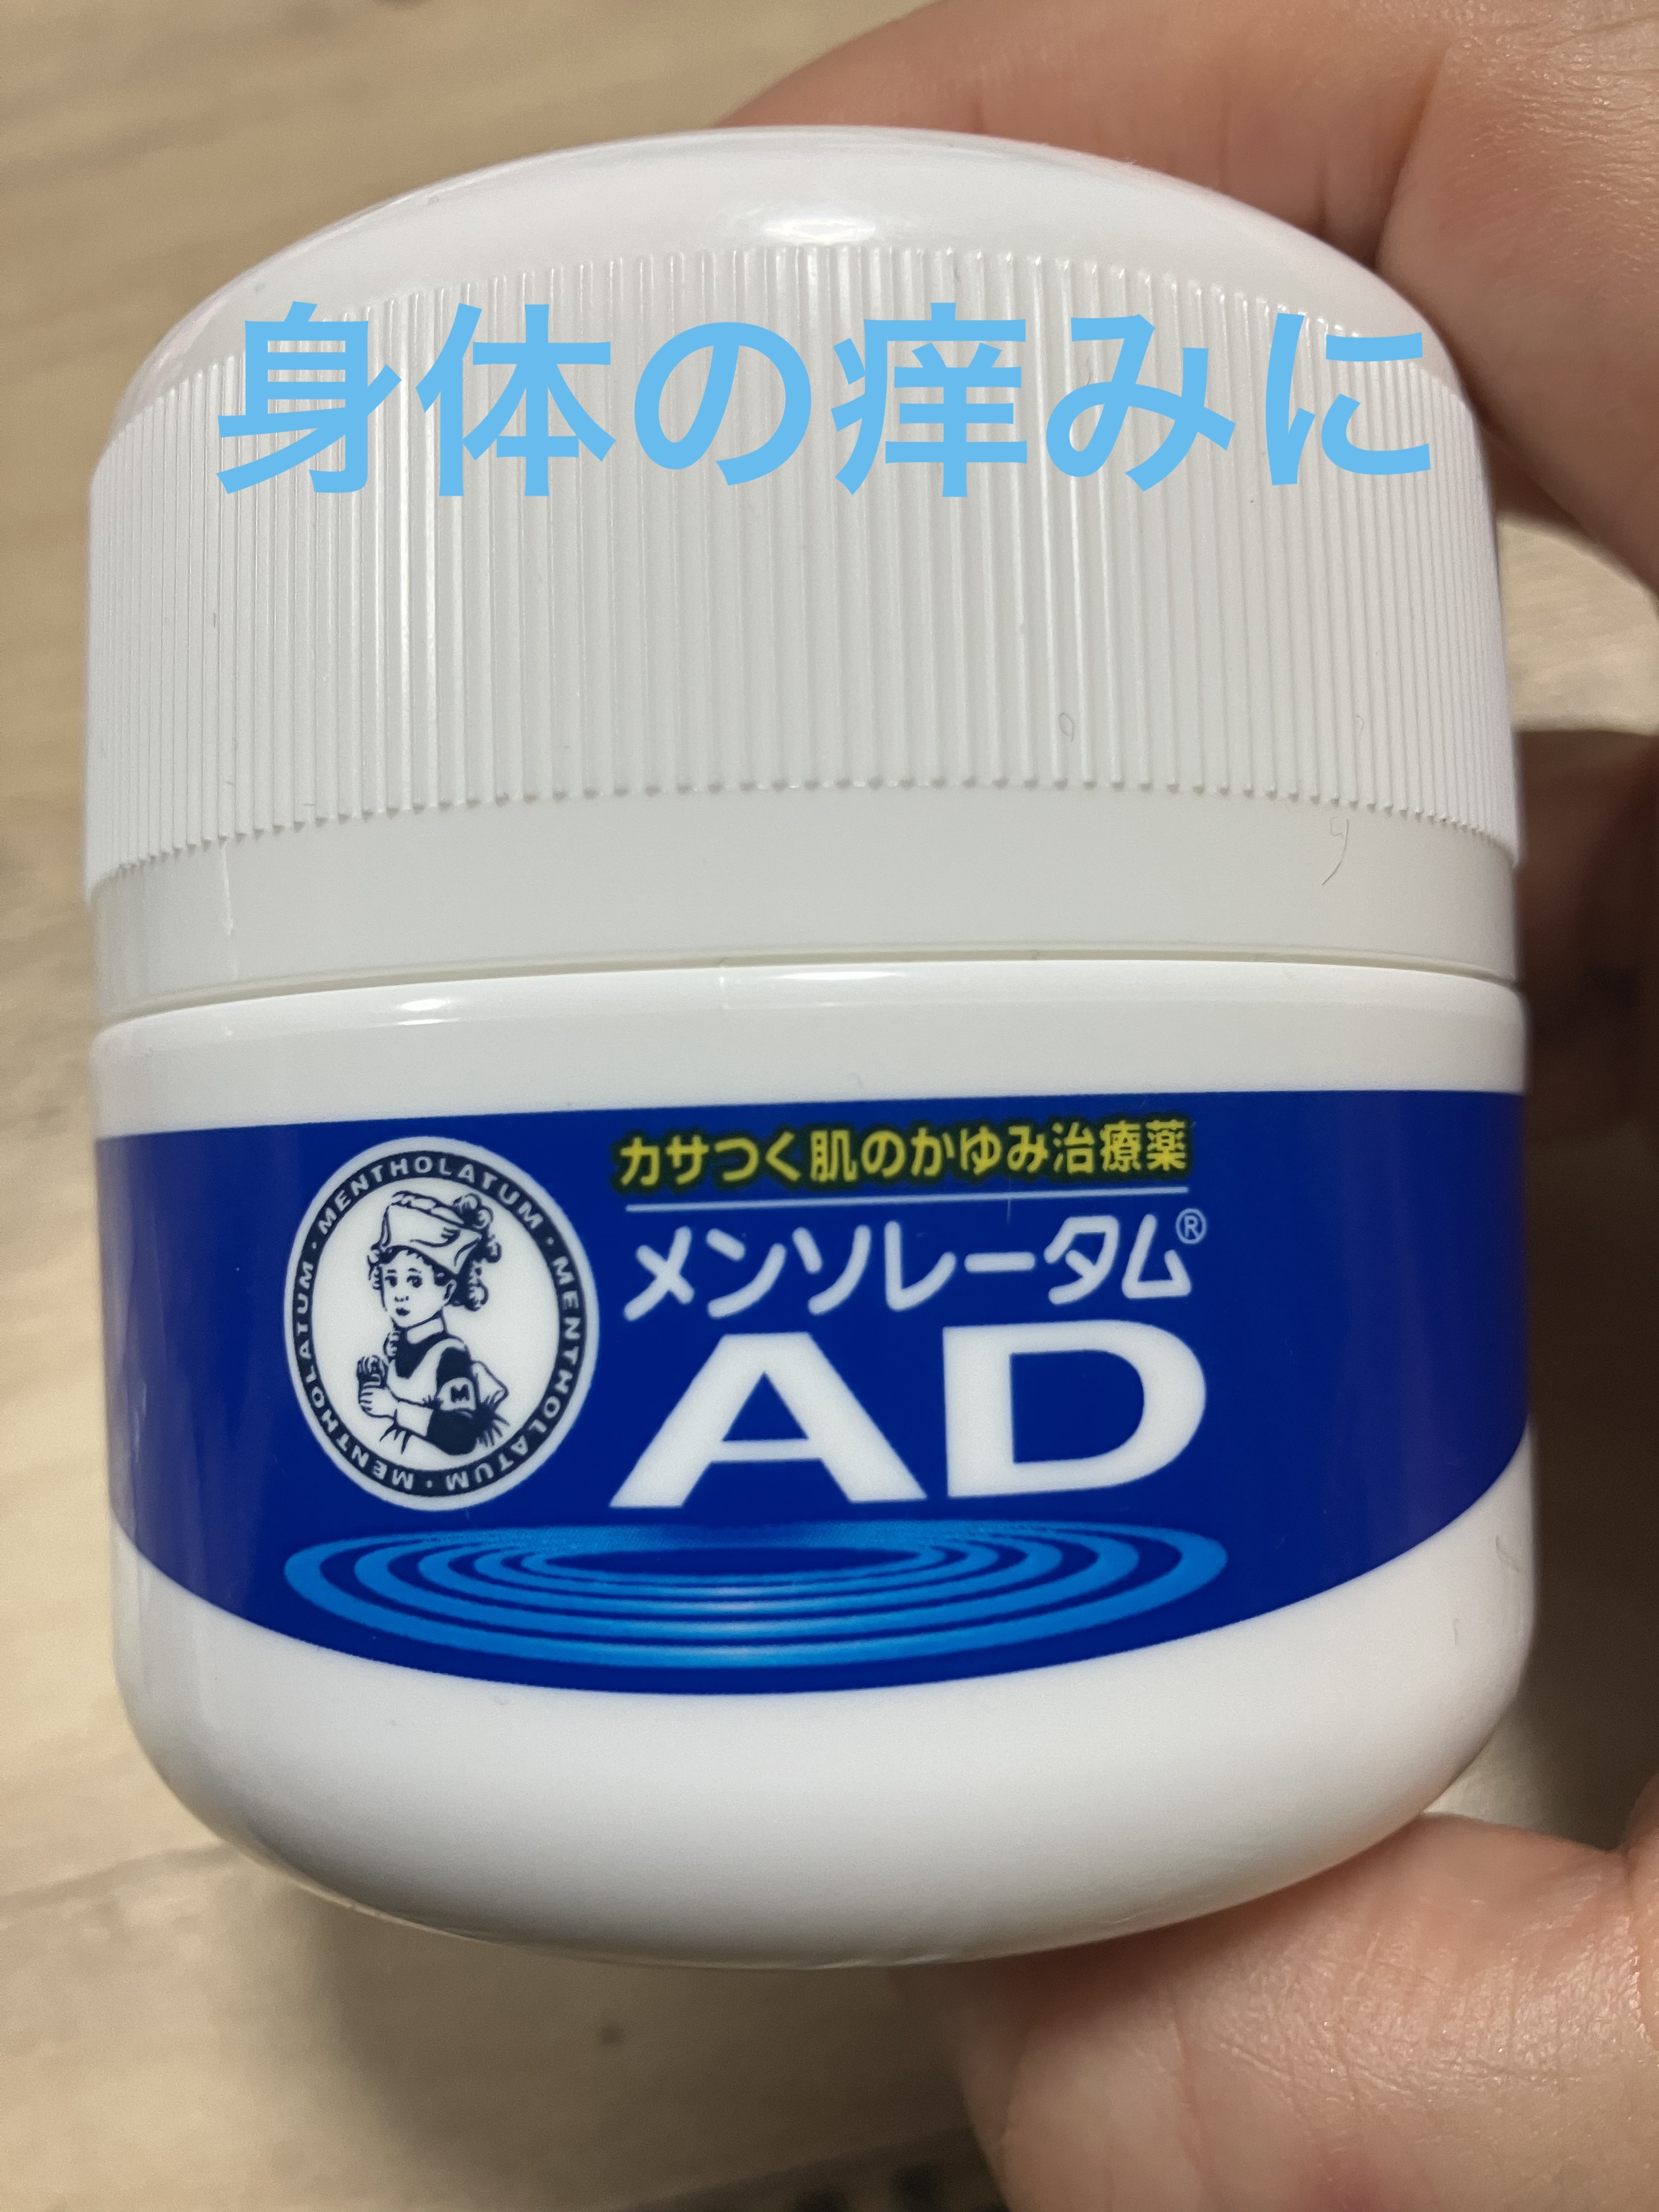 身体の痒みに
カサつく肌のかゆみ治療薬
メンソレータム®
AD
MENTHOLATUM · MENTHOLATUM · MENTHOLATUM ·
M